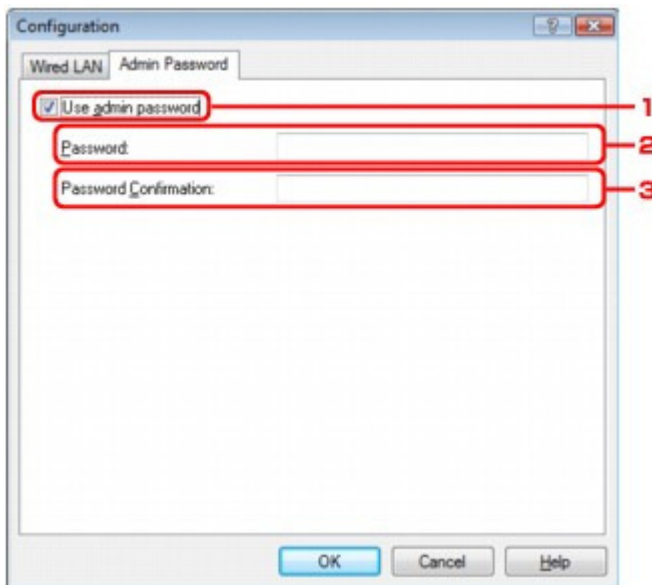 Configuration
Wired LAN Admin Password
Use admin password 1
Password: 2
Password Confirmation: 3
OK Cancel Help